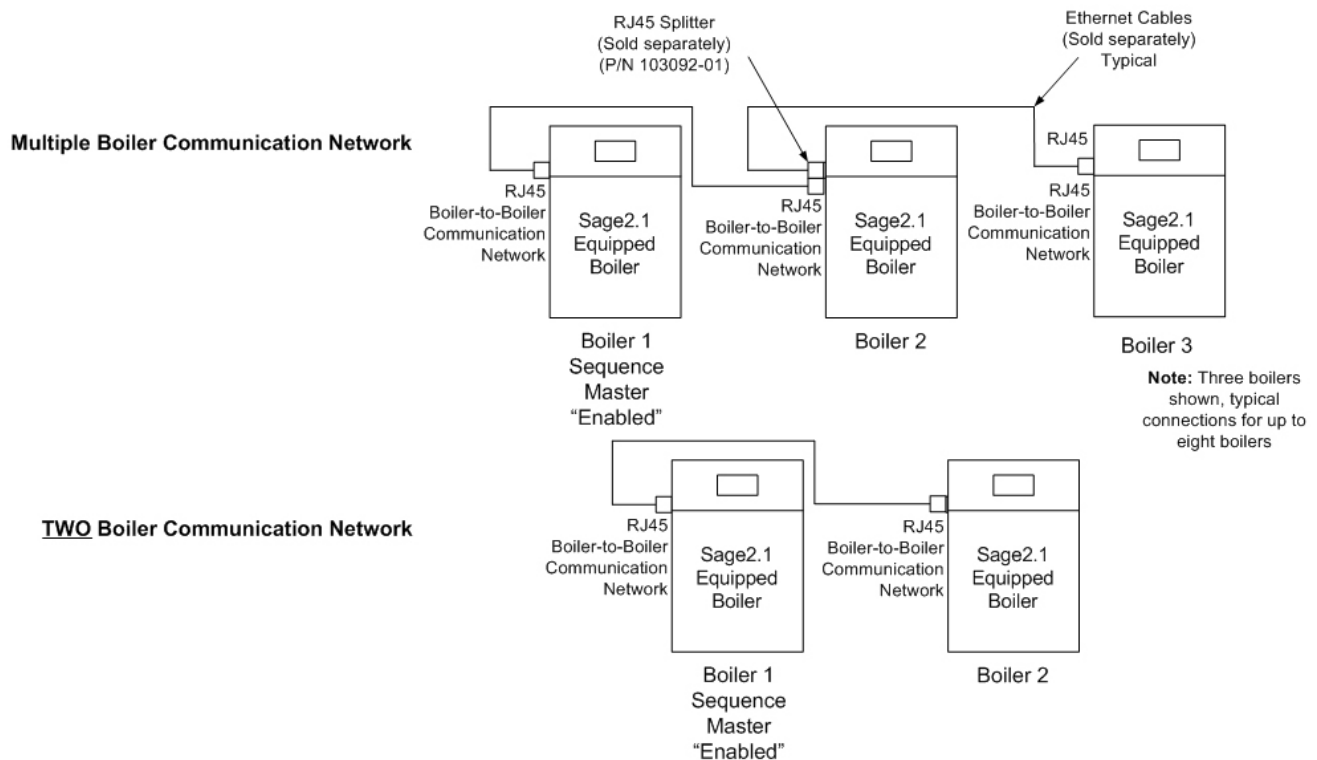 RJ45 Splitter
(Sold separately)
(P/N 103092-01)
Ethernet Cables
(Sold separately)
Typical
Multiple Boiler Communication Network
RJ45
Boiler-to-Boiler
Communication
Network
Sage2.1
Equipped
Boiler
RJ45
Boiler-to-Boiler
Communication
Network
Sage2.1
Equipped
Boiler
RJ45
RJ45
Boiler-to-Boiler
Communication
Network
Sage2.1
Equipped
Boiler
Boiler 1
Sequence
Master
“Enabled”
Boiler 2
Boiler 3
Note: Three boilers
shown, typical
connections for up to
eight boilers
TWO Boiler Communication Network
RJ45
Boiler-to-Boiler
Communication
Network
Sage2.1
Equipped
Boiler
RJ45
Boiler-to-Boiler
Communication
Network
Sage2.1
Equipped
Boiler
Boiler 1
Sequence
Master
“Enabled”
Boiler 2